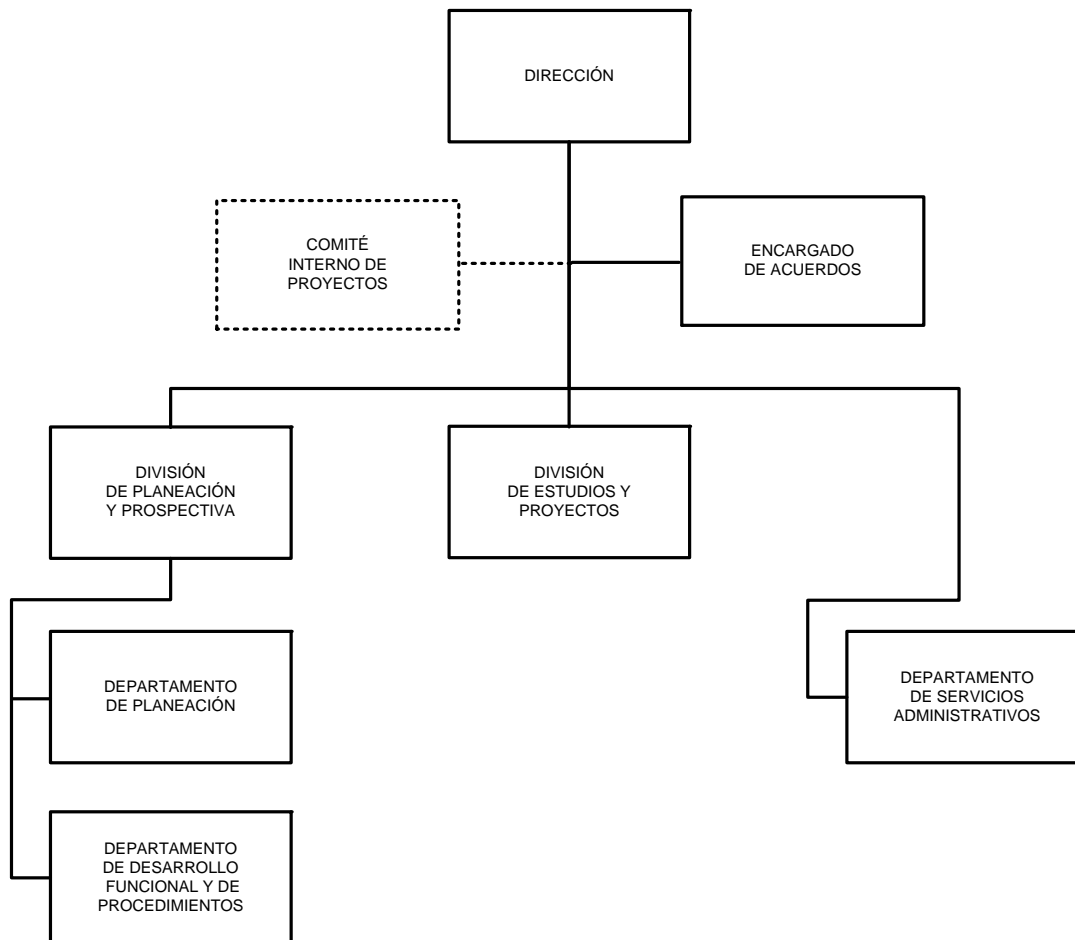 DIRECCIÓN
COMITÉ
INTERNO DE
PROYECTOS
ENCARGADO
DE ACUERDOS
DIVISIÓN
DE PLANEACIÓN
Y PROSPECTIVA
DIVISIÓN
DE ESTUDIOS Y
PROYECTOS
DEPARTAMENTO
DE PLANEACIÓN
DEPARTAMENTO
DE SERVICIOS
ADMINISTRATIVOS
DEPARTAMENTO
DE DESARROLLO
FUNCIONAL Y DE
PROCEDIMIENTOS